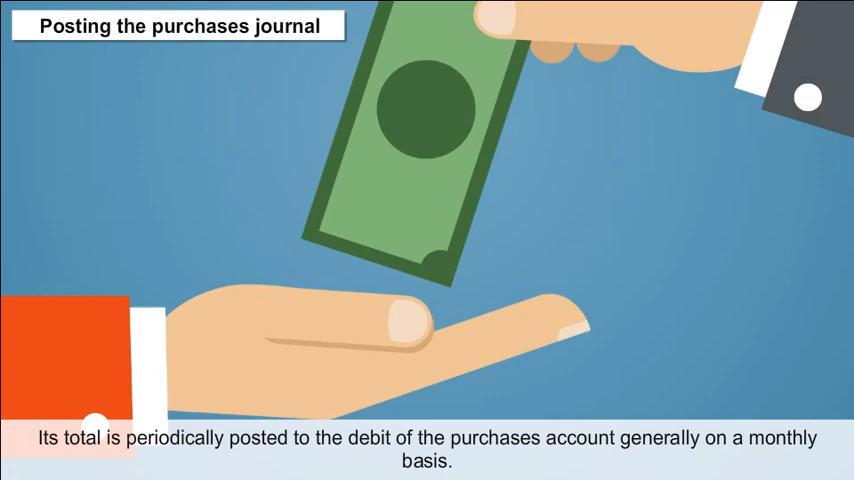 Posting the purchases journal
Its total is periodically posted to the debit of the purchases account generally on a monthly
basis.